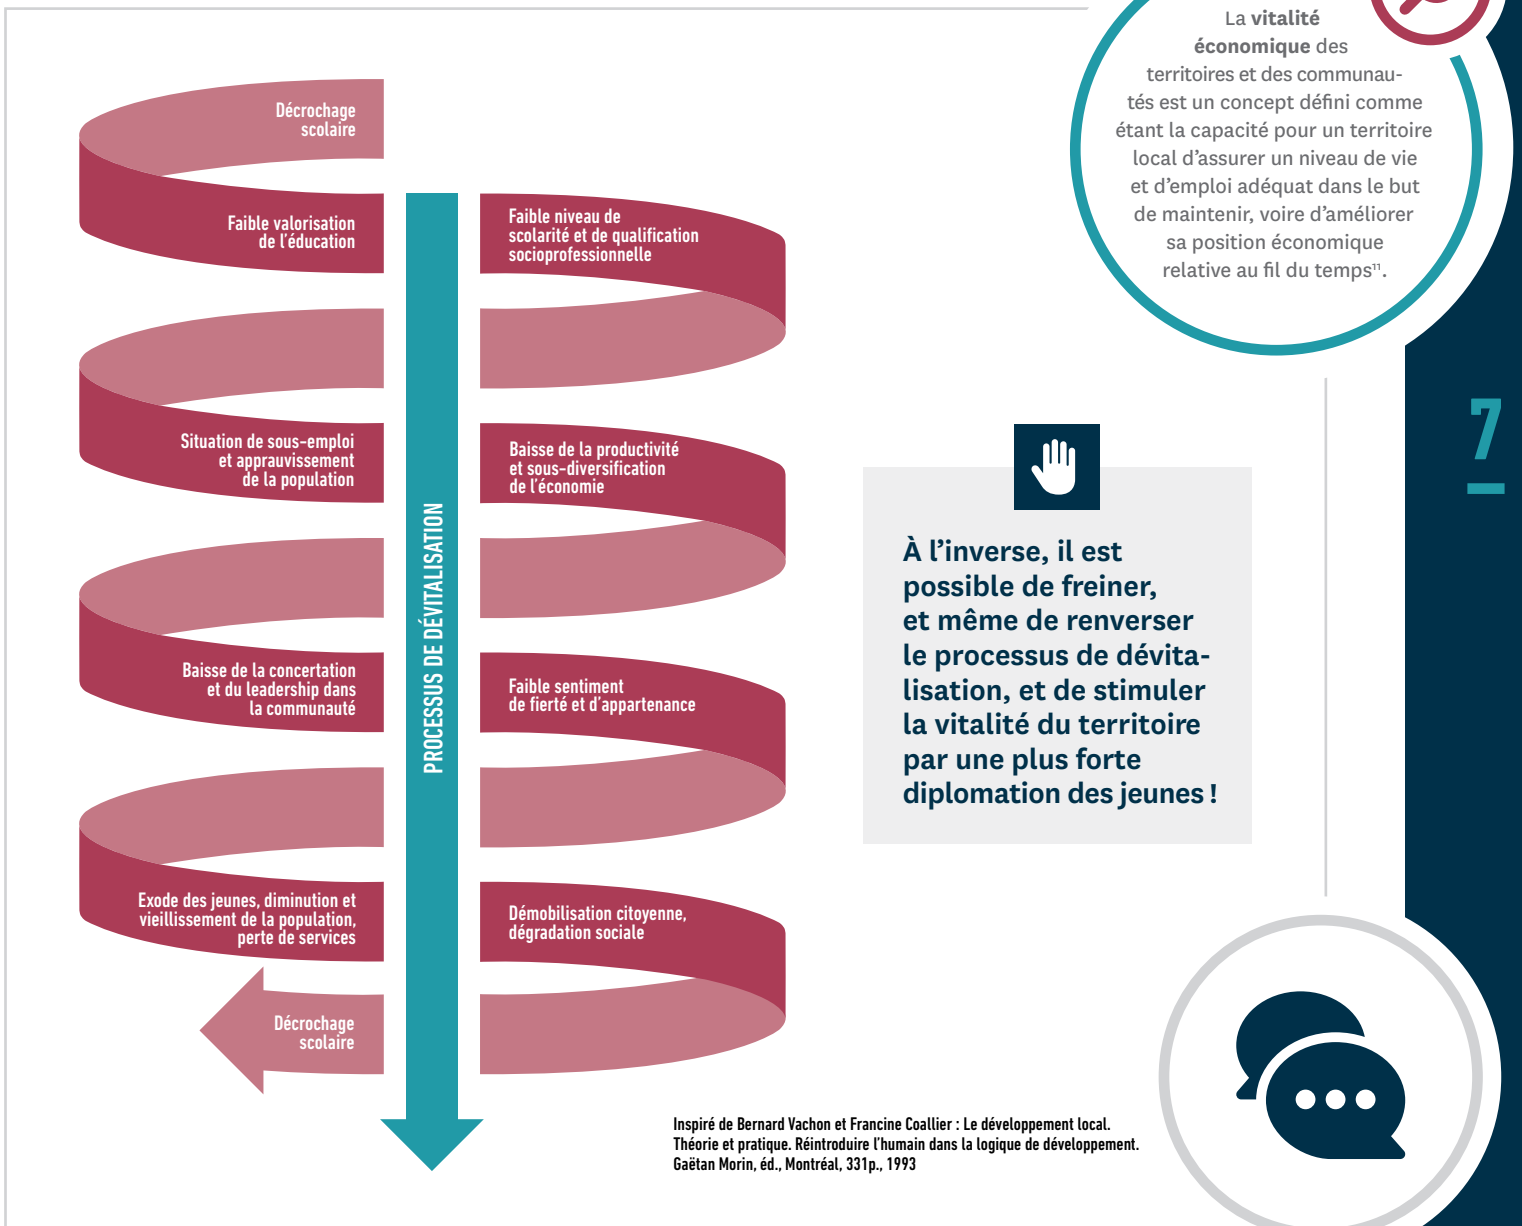 La vitalité
économique des
territoires et des communau-
tés est un concept défini comme
étant la capacité pour un territoire
local d’assurer un niveau de vie
et d’emploi adéquat dans le but
de maintenir, voire d’améliorer
sa position économique
relative au fil du temps¹¹.
7
Décrochage
scolaire
Faible valorisation
de l’éducation
Faible niveau de
scolarité et de qualification
socioprofessionnelle
Situation de sous-emploi
et apprauvissement
de la population
Baisse de la productivité
et sous-diversification
de l’économie
Baisse de la concertation
et du leadership dans
la communauté
Faible sentiment
de fierté et d’appartenance
Exode des jeunes, diminution et
vieillissement de la population,
perte de services
Démobilisation citoyenne,
dégradation sociale
Décrochage
scolaire
PROCESSUS DE DÉVITALISATION
À l’inverse, il est
possible de freiner,
et même de renverser
le processus de dévita-
lisation, et de stimuler
la vitalité du territoire
par une plus forte
diplomation des jeunes !
Inspiré de Bernard Vachon et Francine Coallier : Le développement local.
Théorie et pratique. Réintroduire l’humain dans la logique de développement.
Gaëtan Morin, éd., Montréal, 331p., 1993